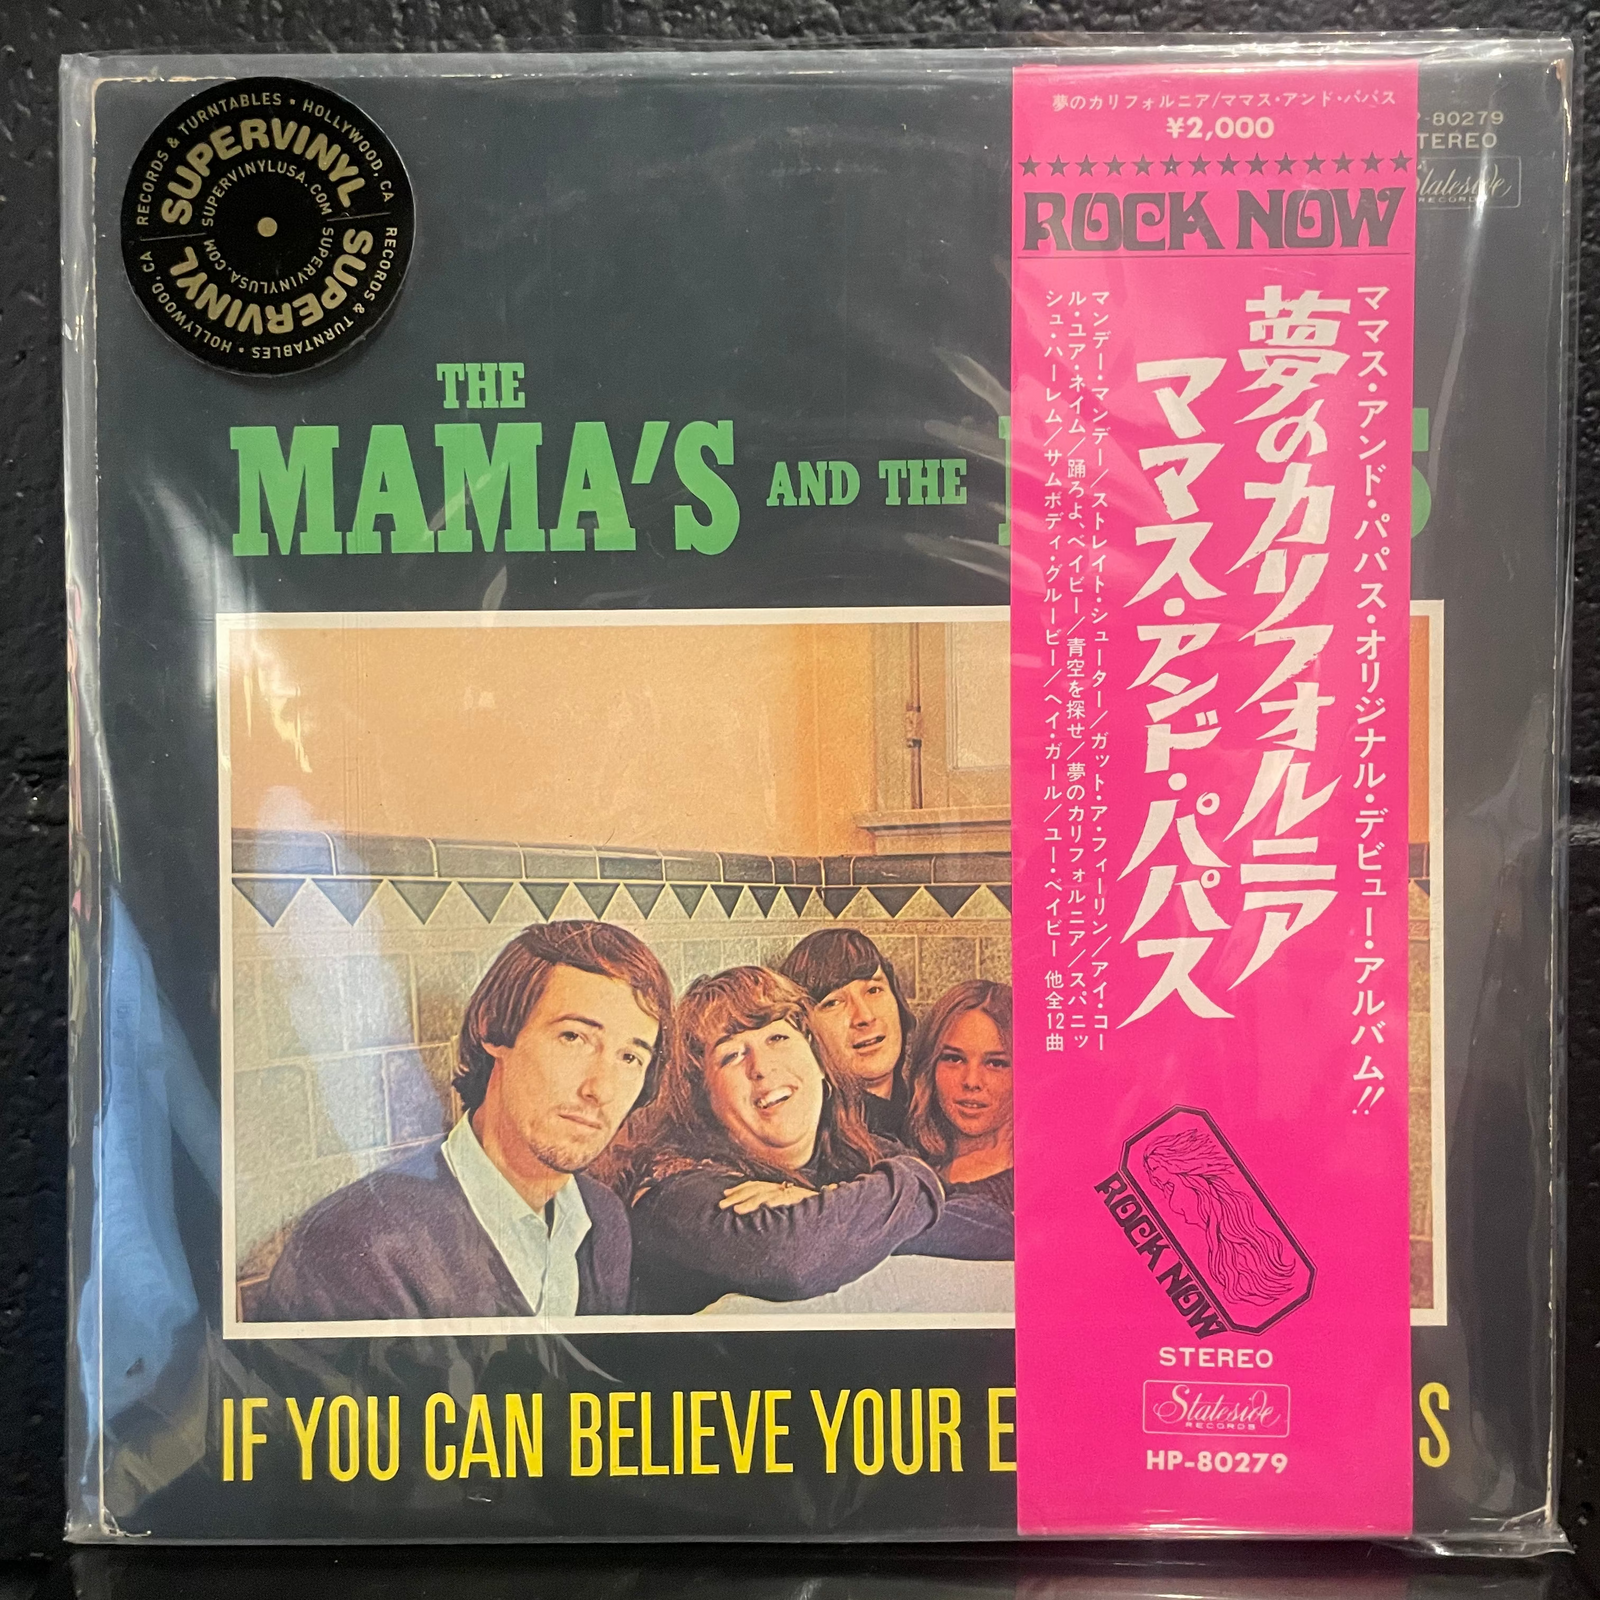 RECORDS & TURNTABLES • HOLLYWOOD, CA
SUPERVINYL
SUPERVINYLUSA.COM
SUPERVINYLUSA.COM
SUPERVINYL
RECORDS & TURNTABLES • HOLLYWOOD, CA
-80279
TEREO
Stateside
RECORDS
THE
MAMA'S AND THE
S
IF YOU CAN BELIEVE YOUR E
S
夢のカリフォルニア/ママス・アンド・パパス
¥2,000
ROCK NOW
ママス・アンド・パパス・オリジナル・デビュー・アルバム!!
夢のカリフォルニア
ママス・アンド・パパス
マンデー・マンデー/ストレイト・シューター/ガット・ア・フィーリン/アイ・コー
ル・ユア・ネイム/踊ろよ、ベイビー/青空を探せ/夢のカリフォルニア/スパニッ
シュ・ハーレム/サムボディ・グルービー/ヘイ・ガール/ユー・ベイビー 他全12曲
ROCK NOW
STEREO
Stateside
RECORDS
HP-80279